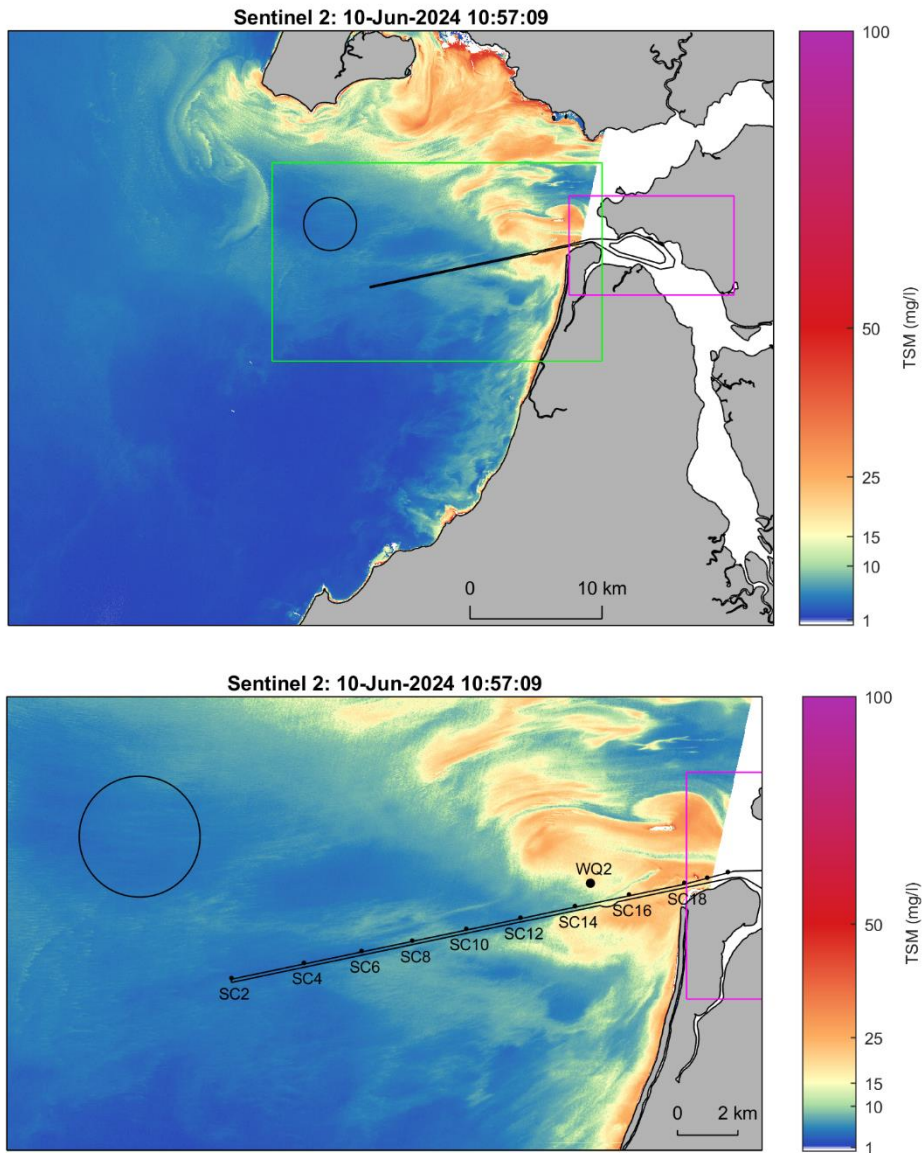 Sentinel 2: 10-Jun-2024 10:57:09
100
50
25
15
10
1
TSM (mg/l)
0 10 km
Sentinel 2: 10-Jun-2024 10:57:09
100
50
25
15
10
1
TSM (mg/l)
WQ2
SC18
SC16
SC14
SC12
SC10
SC8
SC6
SC4
SC2
0 2 km